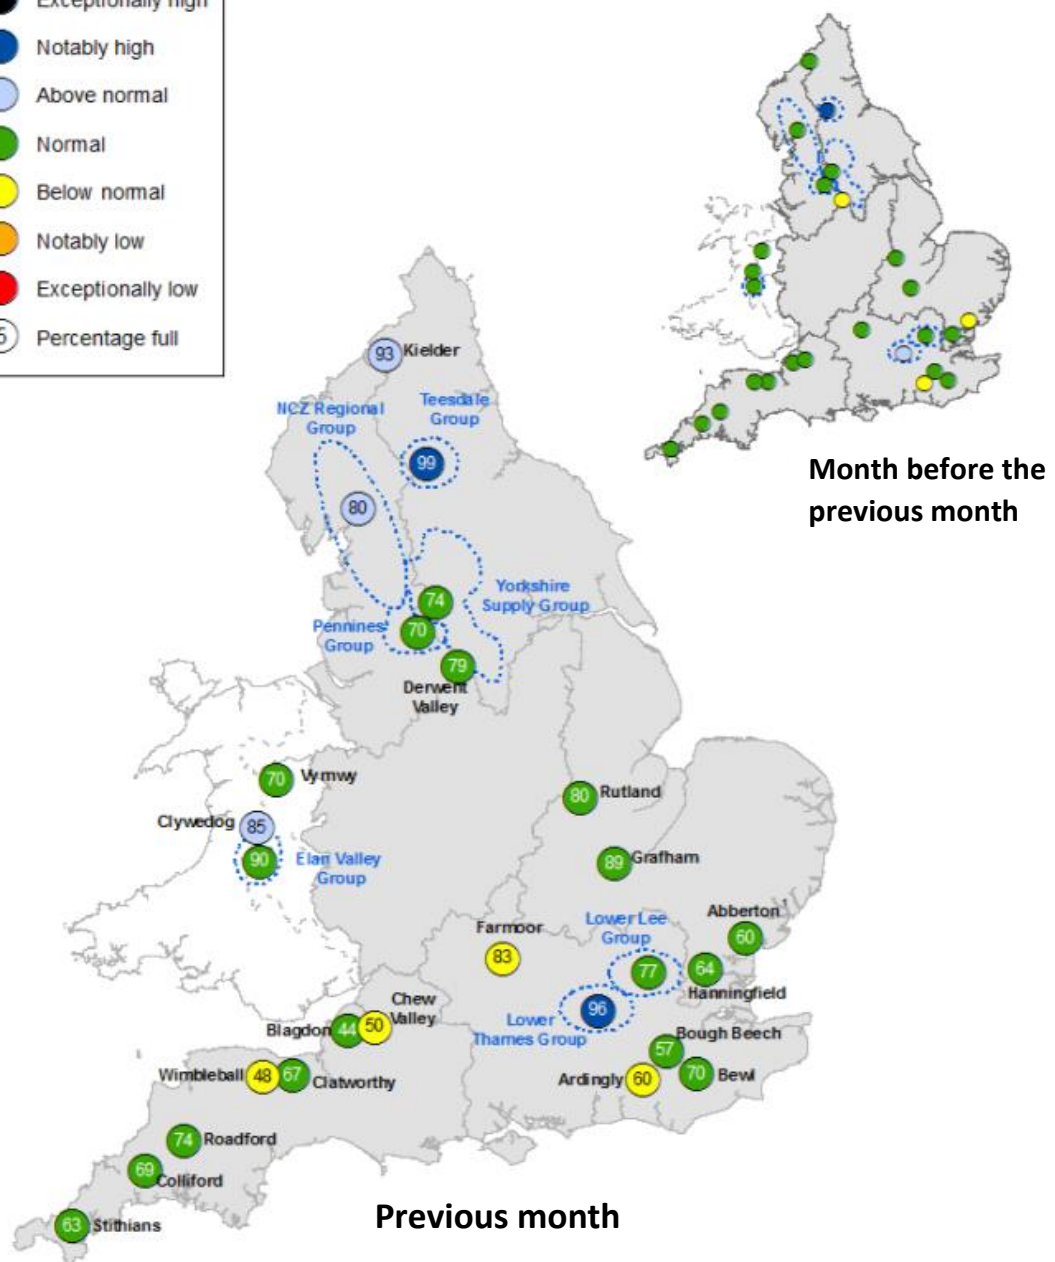 Exceptionally high
Notably high
Above normal
Normal
Below normal
Notably low
Exceptionally low
Percentage full
Month before the
previous month
93 Kielder
NCZ Regional
Group
Teesdale
Group
99
80
74
Yorkshire
Supply Group
Pennines
Group
70
79
Derwent
Valley
70 Vyrnwy
Clywedog 85
90 Elan Valley
Group
80 Rutland
89 Grafham
Farmoor
83
Lower Lee
Group
77
Abberton
60
64
Hanningfield
Lower
Thames Group
96
Chew
Valley
Blagdon 44 50
Bough Beech
57
Ardingly 60
70 Bewl
Wimbleball 48 67 Clatworthy
74 Roadford
69 Colliford
63 Stithians
Previous month